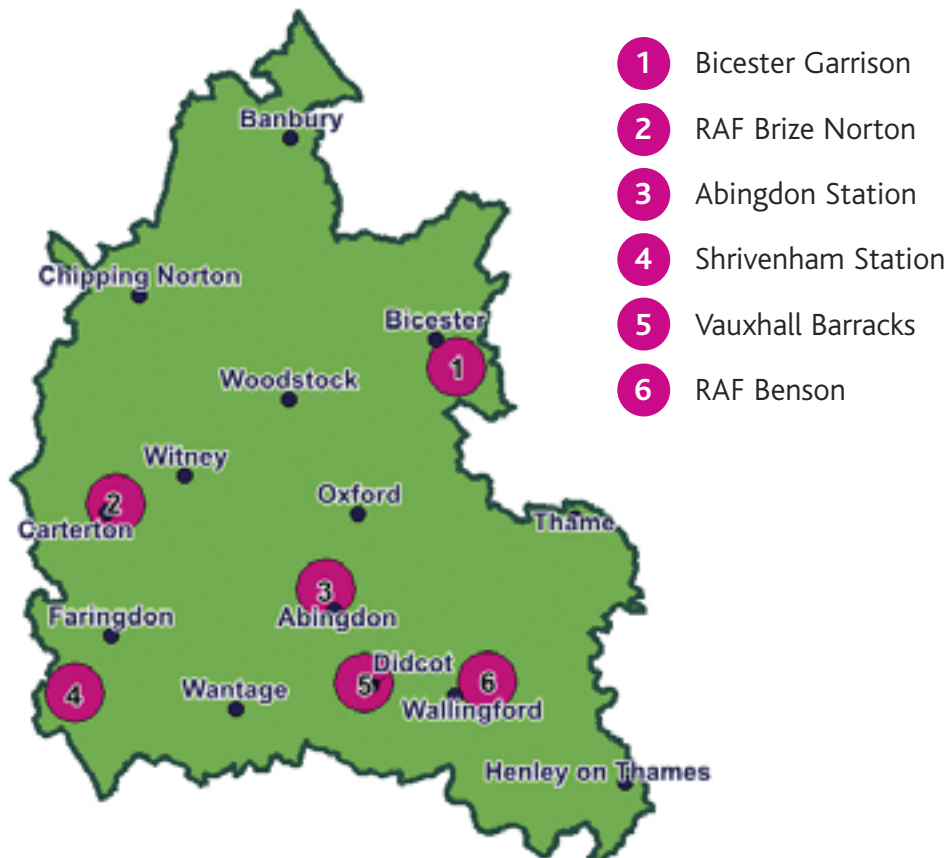 1 Bicester Garrison
2 RAF Brize Norton
3 Abingdon Station
4 Shrivenham Station
5 Vauxhall Barracks
6 RAF Benson
Banbury
Chipping Norton
Bicester
1
Woodstock
Witney
2
Oxford
Carterton
Thame
3
Abingdon
Faringdon
Didcot
5
6
4
Wantage
Wallingford
Henley on Thames